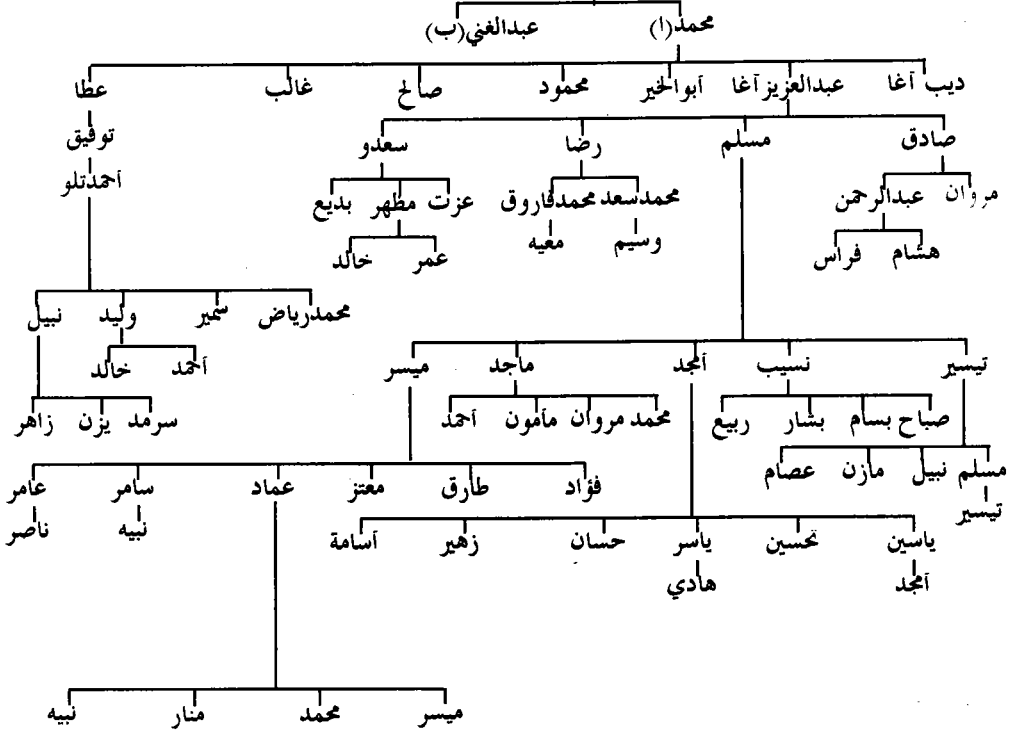 محمد (ا) عبدالغني (ب)
ديب آغا عبدالعزيز آغا أبوالخير محمود صالح غالب عطا
صادق مسلم رضا سعدو توفيق
مروان عبدالرحمن محمدسعد محمدفاروق عزت مظهر بديع أحمدتلو
هشام فراس وسيم معيه عمر خالد
محمدرياض سمير وليد نبيل
تيسير نسيب أمجد ماجد ميسر أحمد خالد
صباح بسام بشار ربيع محمد مروان مأمون أحمد سرمد يزن زاهر
مسلم نبيل مازن عصام فؤاد طارق معتز عماد سامر عامر
تيسير
ياسين تحسين ياسر حسان زهير أسامة نبيه ناصر
أمجد هادي
ميسر محمد منار نبيه